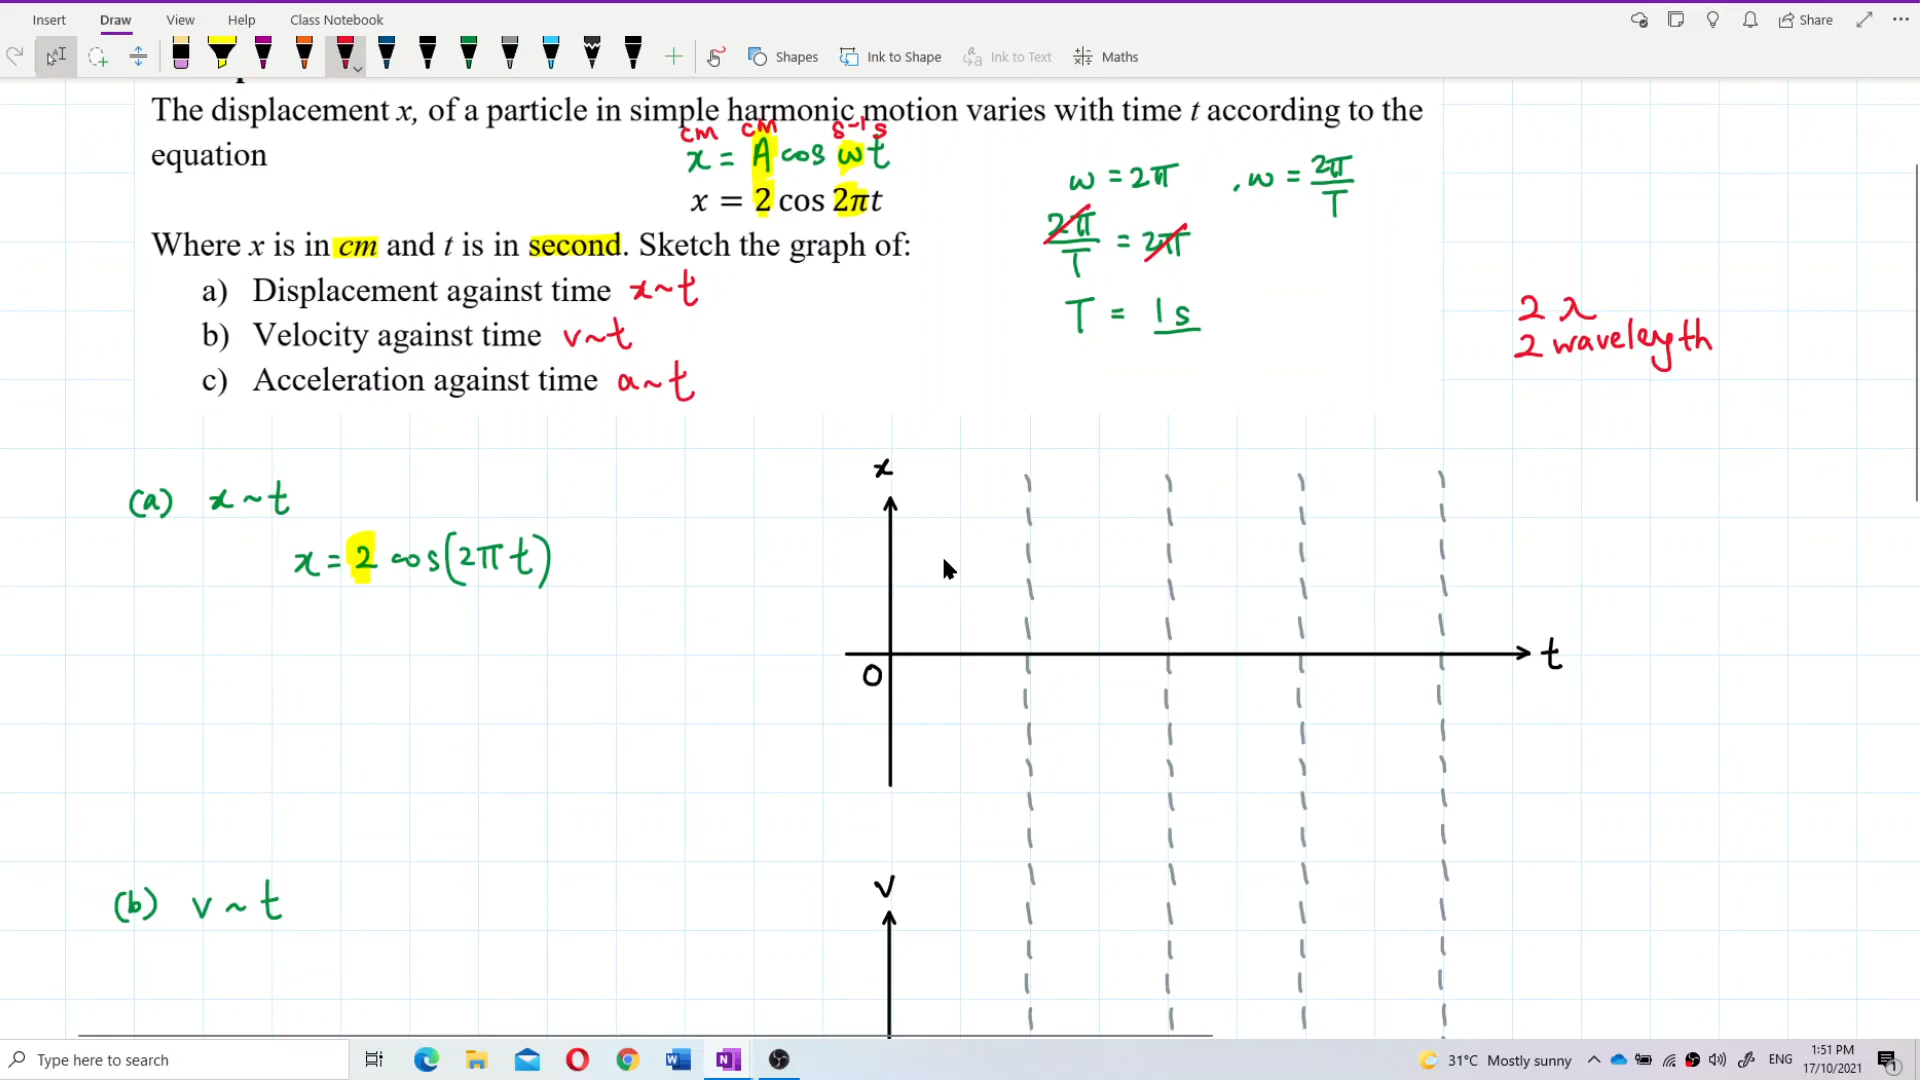 Insert Draw View Help Class Notebook Share
Shapes Ink to Shape Ink to Text Maths
The displacement x, of a particle in simple harmonic motion varies with time t according to the
equation
cm cm s⁻¹ s
x = A cos ωt
x = 2 cos 2πt
ω = 2π , ω = 2π/T
2π/T = 2π
T = 1s
Where x is in cm and t is in second. Sketch the graph of:
a) Displacement against time x~t
b) Velocity against time v~t
c) Acceleration against time a~t
2 λ
2 wavelength
x
(a) x~t
x = 2 cos(2πt)
t
0
v
(b) v~t
Type here to search
31°C Mostly sunny ENG 1:51 PM
17/10/2021
1